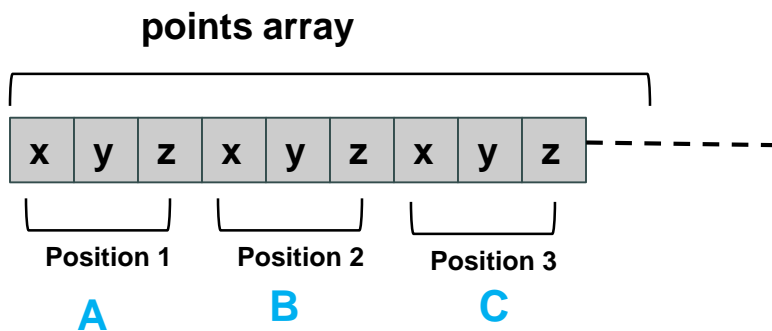 points array
x y z x y z x y z
Position 1 Position 2 Position 3
A B C